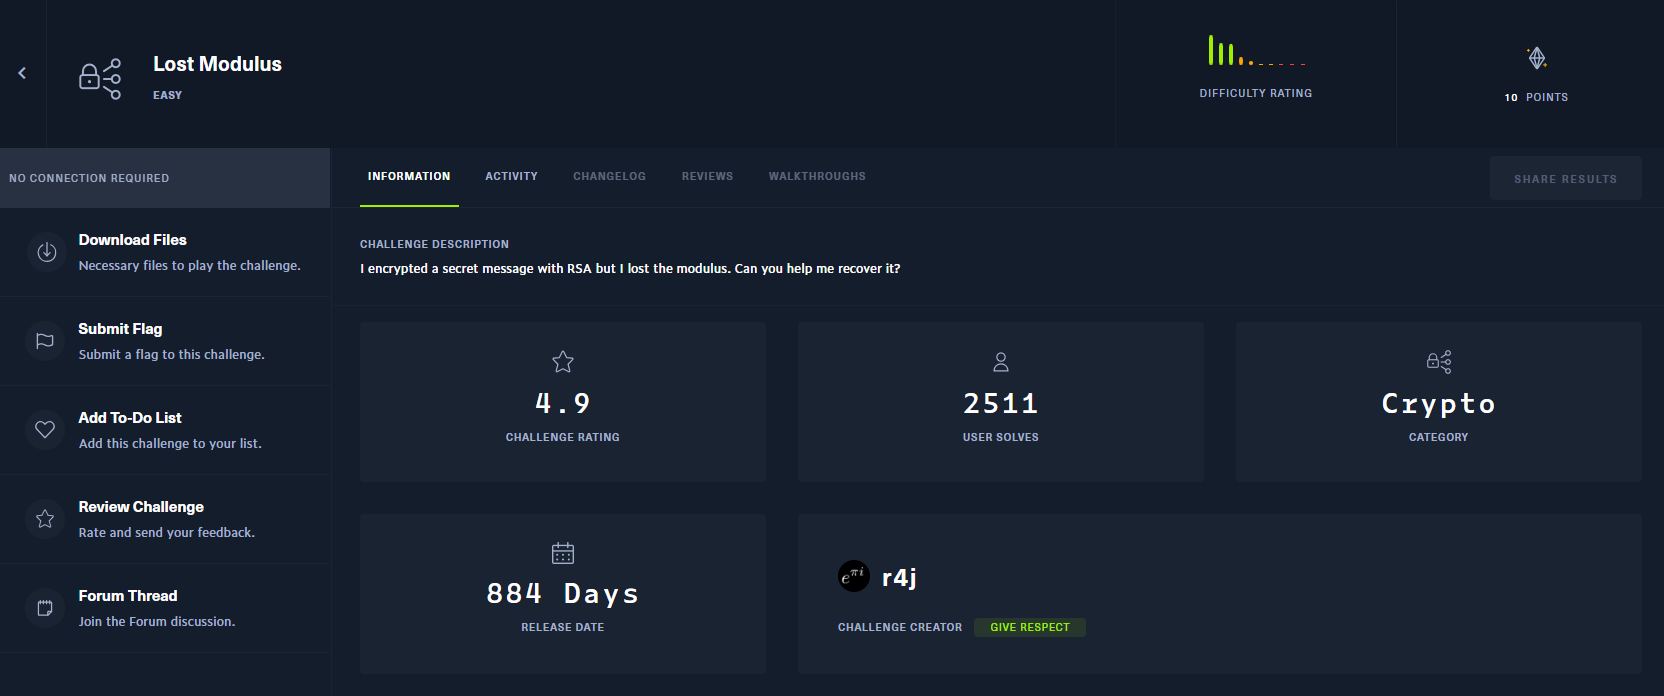 Lost Modulus
EASY
DIFFICULTY RATING
10 POINTS
NO CONNECTION REQUIRED
Download Files
Necessary files to play the challenge.
Submit Flag
Submit a flag to this challenge.
Add To-Do List
Add this challenge to your list.
Review Challenge
Rate and send your feedback.
Forum Thread
Join the Forum discussion.
INFORMATION ACTIVITY CHANGELOG REVIEWS WALKTHROUGHS
SHARE RESULTS
CHALLENGE DESCRIPTION
I encrypted a secret message with RSA but I lost the modulus. Can you help me recover it?
4.9
CHALLENGE RATING
2511
USER SOLVES
Crypto
CATEGORY
884 Days
RELEASE DATE
e^πi
r4j
CHALLENGE CREATOR GIVE RESPECT